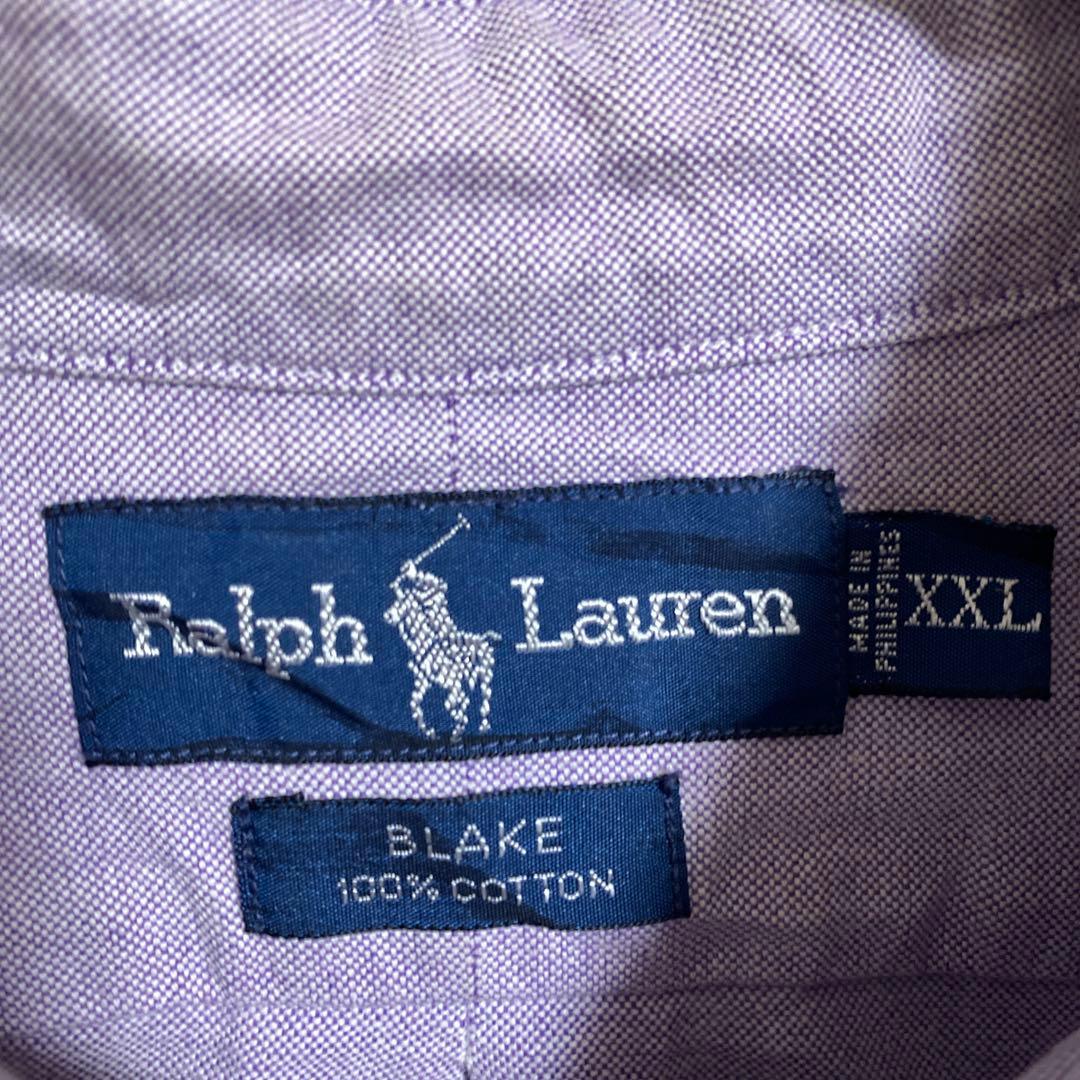 Ralph Lauren
MADE IN
PHILIPPINES
XXL
BLAKE
100% COTTON